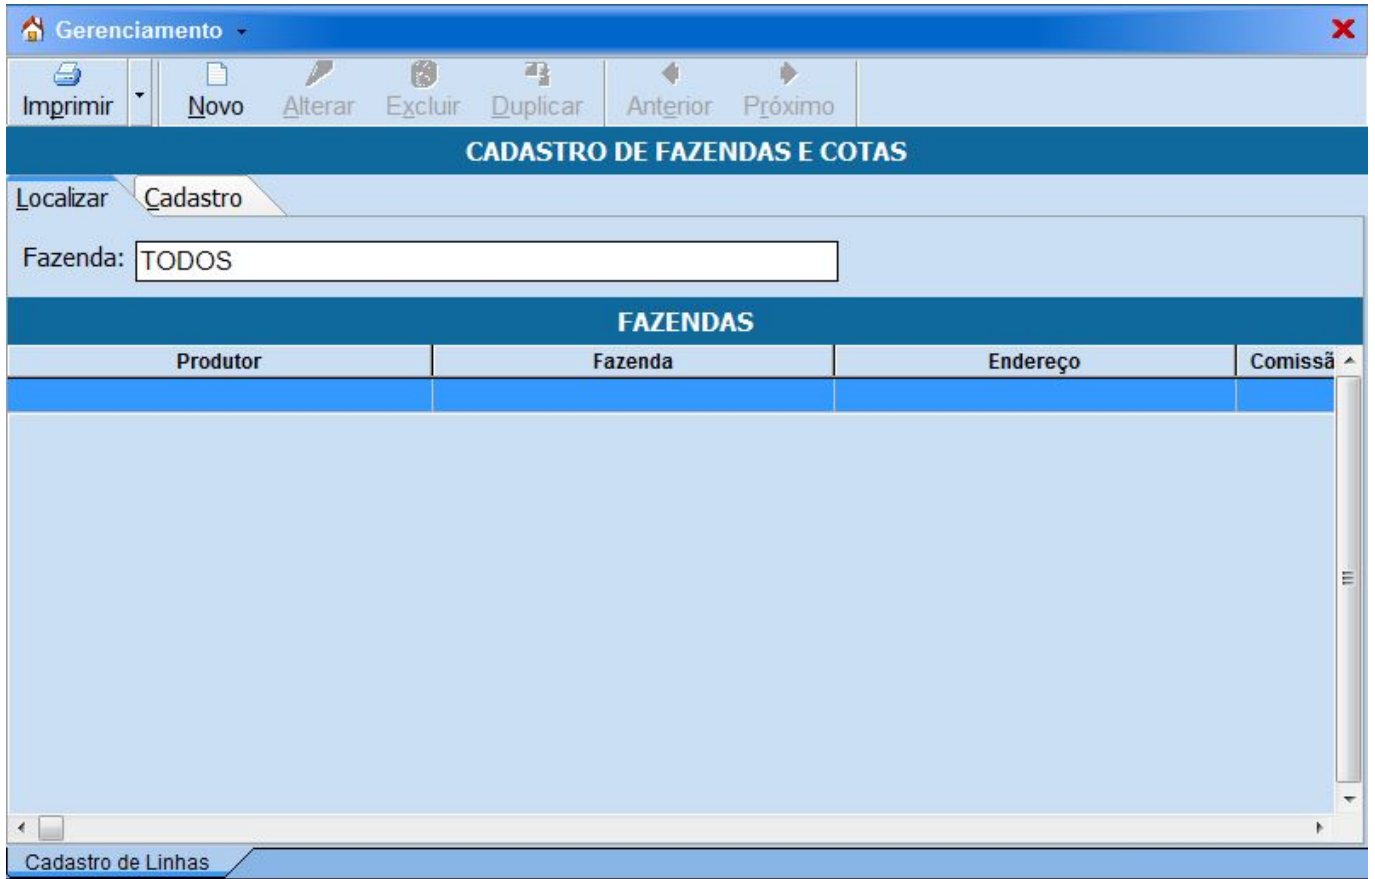 Gerenciamento
Imprimir Novo Alterar Excluir Duplicar Anterior Próximo
CADASTRO DE FAZENDAS E COTAS
Localizar Cadastro
Fazenda: TODOS
FAZENDAS
Produtor Fazenda Endereço Comissã
Cadastro de Linhas